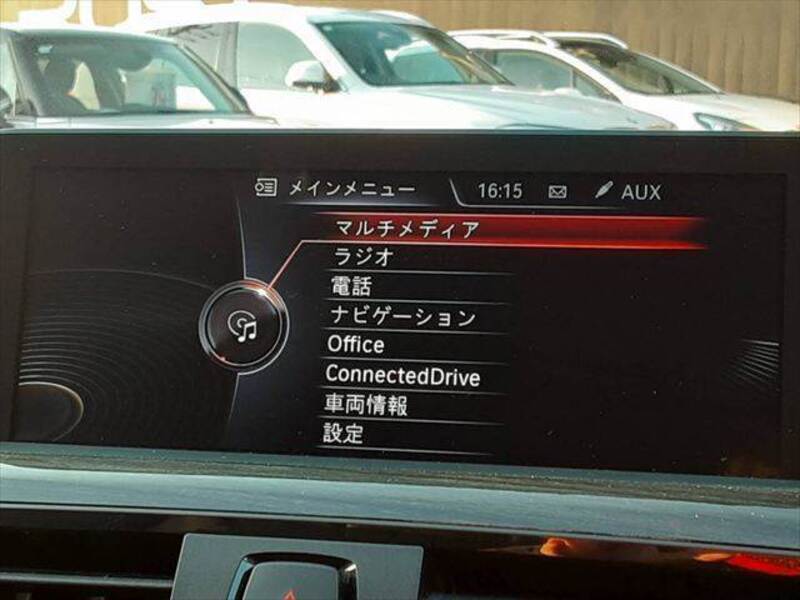 メインメニュー 16:15 AUX
マルチメディア
ラジオ
電話
ナビゲーション
Office
ConnectedDrive
車両情報
設定